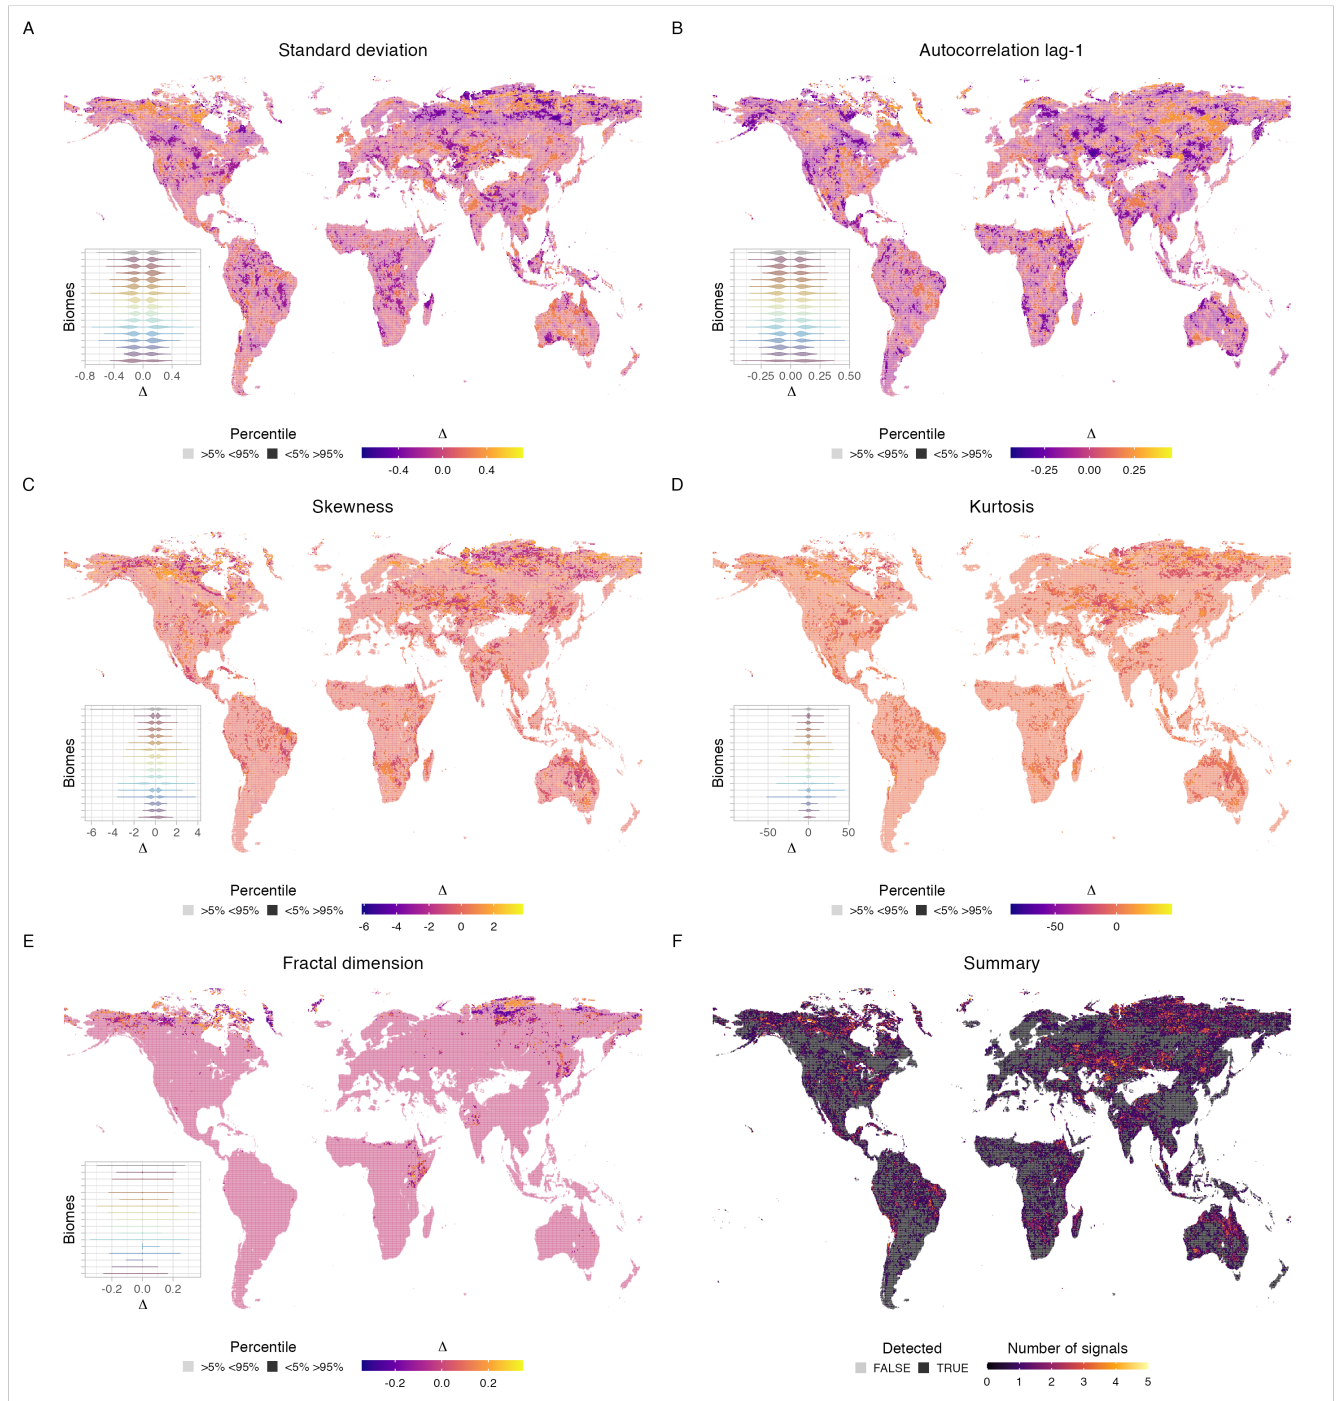 A
B
Standard deviation
Autocorrelation lag-1
Biomes
Biomes
-0.8 -0.4 0.0 0.4
-0.25 0.00 0.25 0.50
Δ
Δ
Percentile
Δ
Percentile
Δ
>5% <95% <5% >95%
>5% <95% <5% >95%
-0.4 0.0 0.4
-0.25 0.00 0.25
C
D
Skewness
Kurtosis
Biomes
Biomes
-6 -4 -2 0 2 4
-50 0 50
Δ
Δ
Percentile
Δ
Percentile
Δ
>5% <95% <5% >95%
>5% <95% <5% >95%
-6 -4 -2 0 2
-50 0
E
F
Fractal dimension
Summary
Biomes
-0.2 0.0 0.2
Δ
Percentile
Δ
Detected
Number of signals
>5% <95% <5% >95%
FALSE TRUE
-0.2 0.0 0.2
0 1 2 3 4 5